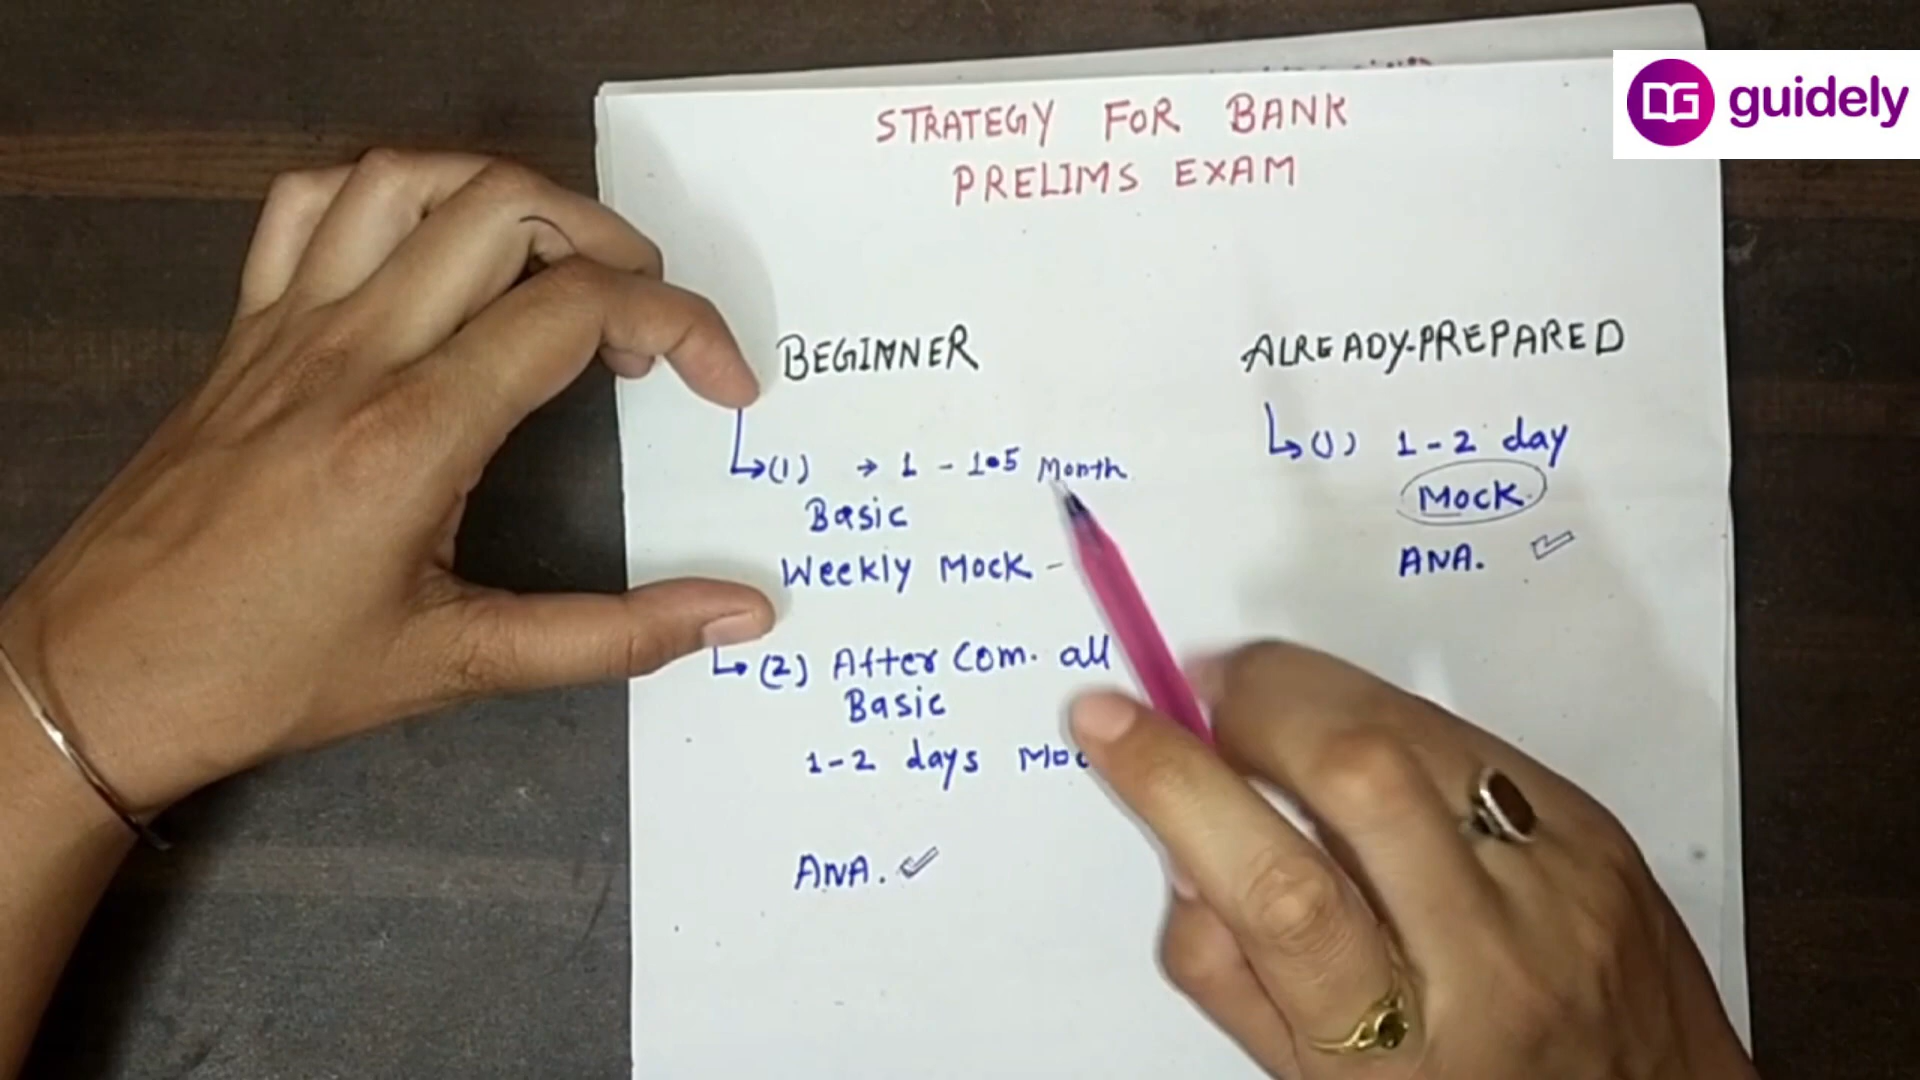 guidely
STRATEGY FOR BANK
PRELIMS EXAM
BEGINNER
(1) → 1 - 1.5 Month
Basic
Weekly Mock -
(2) After Com. all
Basic
1-2 days
ANA.
ALREADY-PREPARED
(1) 1-2 day
Mock
ANA.